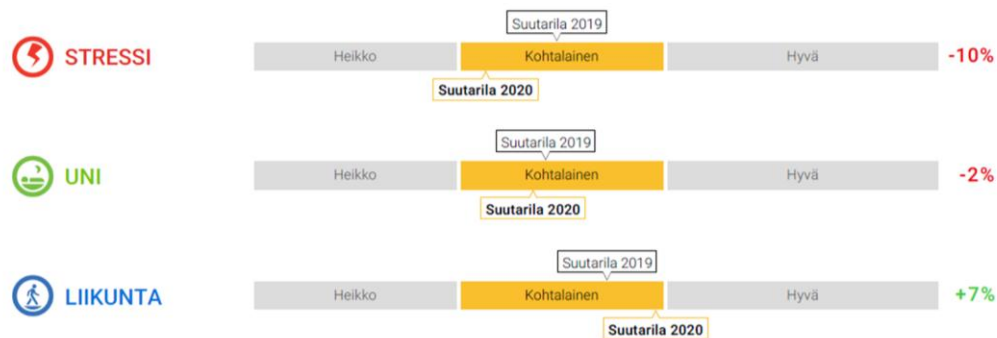 Suutarila 2019
STRESSI Heikko Kohtalainen Hyvä -10%
Suutarila 2020
Suutarila 2019
UNI Heikko Kohtalainen Hyvä -2%
Suutarila 2020
Suutarila 2019
LIIKUNTA Heikko Kohtalainen Hyvä +7%
Suutarila 2020